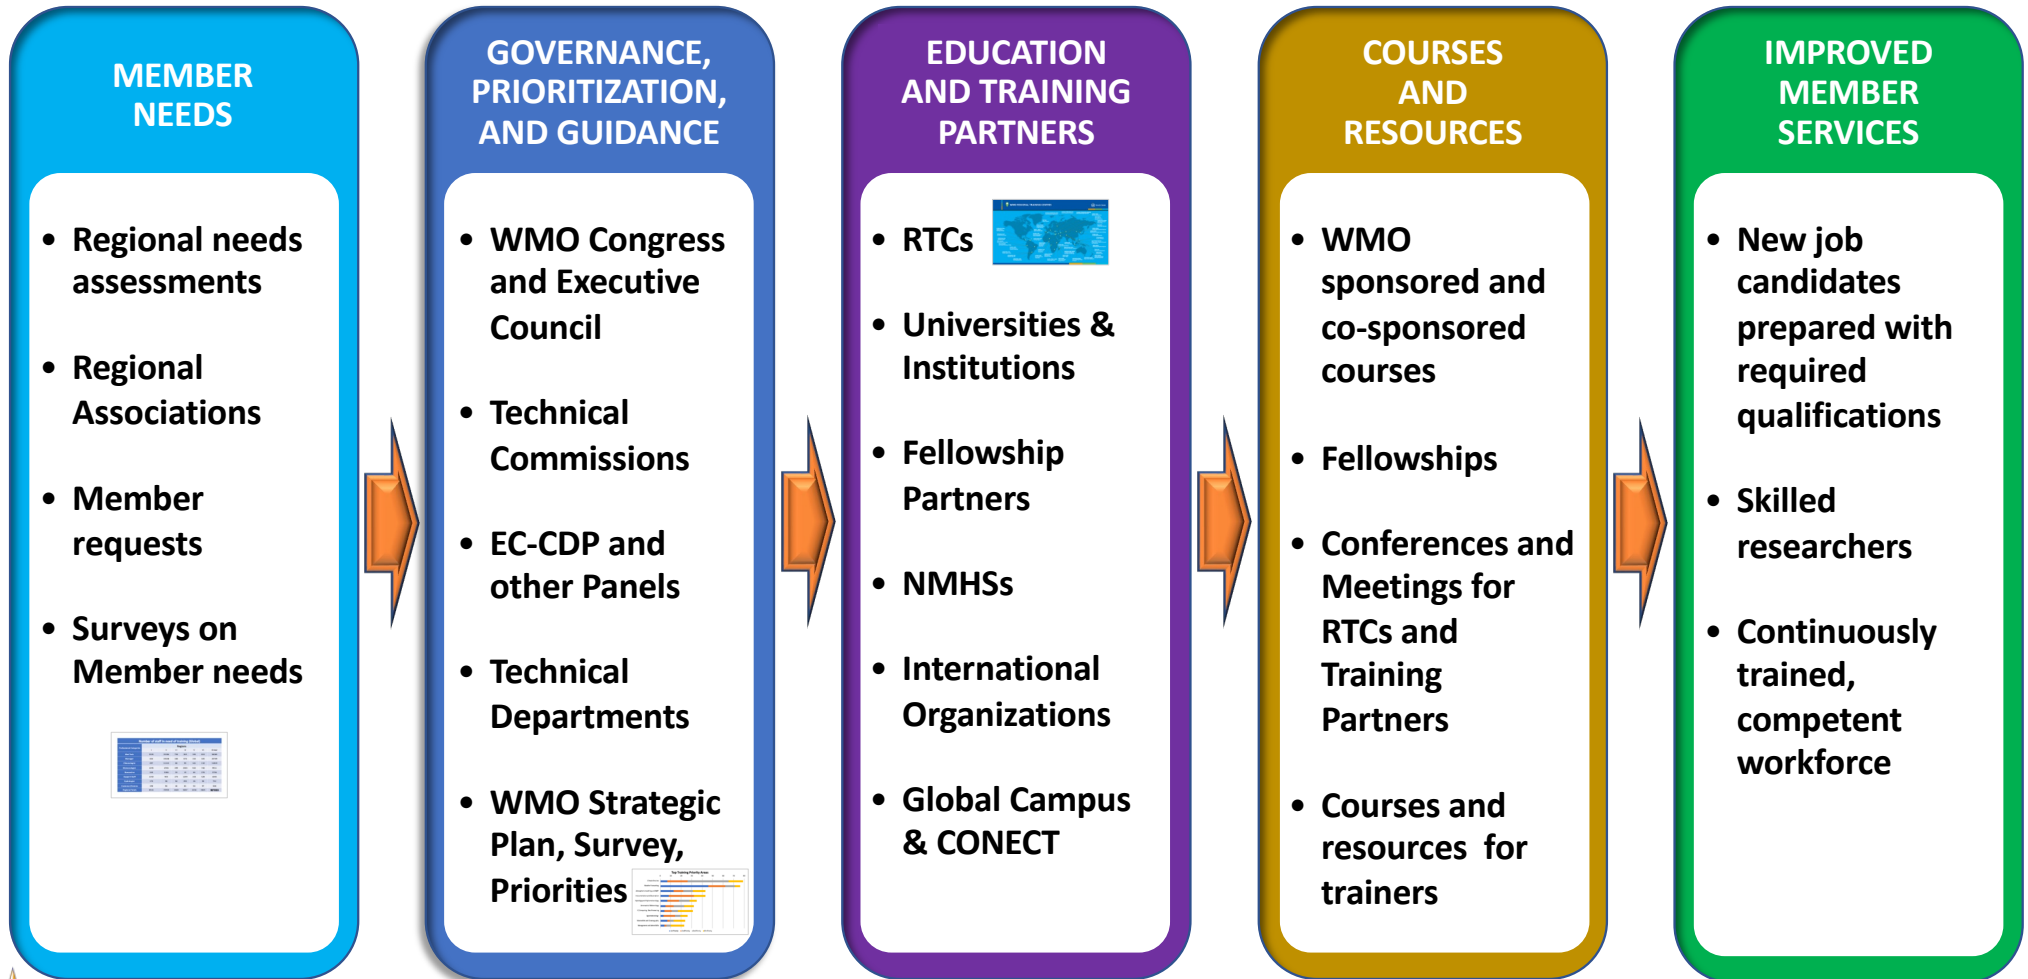 MEMBER
NEEDS
• Regional needs
assessments
• Regional
Associations
• Member
requests
• Surveys on
Member needs
GOVERNANCE,
PRIORITIZATION,
AND GUIDANCE
• WMO Congress
and Executive
Council
• Technical
Commissions
• EC-CDP and
other Panels
• Technical
Departments
• WMO Strategic
Plan, Survey,
Priorities
Top Training Priority Areas
EDUCATION
AND TRAINING
PARTNERS
• RTCs
• Universities &
Institutions
• Fellowship
Partners
• NMHSs
• International
Organizations
• Global Campus
& CONECT
COURSES
AND
RESOURCES
• WMO
sponsored and
co-sponsored
courses
• Fellowships
• Conferences and
Meetings for
RTCs and
Training
Partners
• Courses and
resources for
trainers
IMPROVED
MEMBER
SERVICES
• New job
candidates
prepared with
required
qualifications
• Skilled
researchers
• Continuously
trained,
competent
workforce